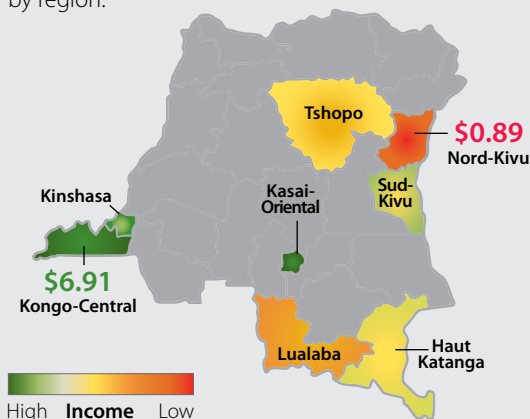 by region.
Tshopo
$0.89
Nord-Kivu
Kinshasa
Kasai-
Oriental
Sud-
Kivu
$6.91
Kongo-Central
Lualaba
Haut
Katanga
High Income Low